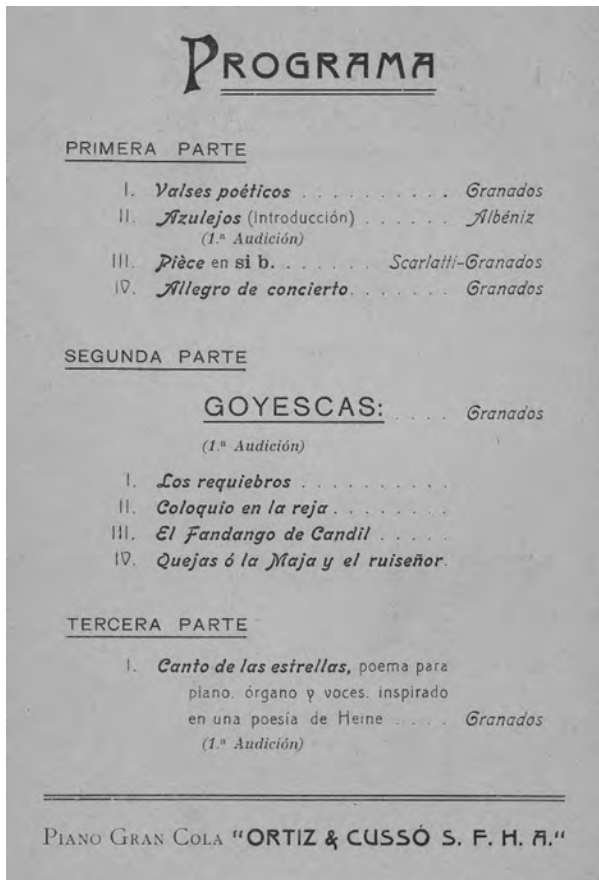 PROGRAMA
PRIMERA PARTE
I. Valses poéticos . . . . . . . . . . Granados
II. Azulejos (Introducción) . . . . . . Albéniz
(1.ª Audición)
III. Pièce en si b. . . . . . . Scarlatti-Granados
IV. Allegro de concierto. . . . . . . Granados
SEGUNDA PARTE
GOYESCAS: . . . . Granados
(1.ª Audición)
I. Los requiebros . . . . . . . . . .
II. Coloquio en la reja . . . . . . . .
III. El Fandango de Candil . . . . .
IV. Quejas ó la Maja y el ruiseñor.
TERCERA PARTE
I. Canto de las estrellas, poema para
piano, órgano y voces, inspirado
en una poesía de Heine . . . . Granados
(1.ª Audición)
PIANO GRAN COLA "ORTIZ & CUSSÓ S. F. H. A."